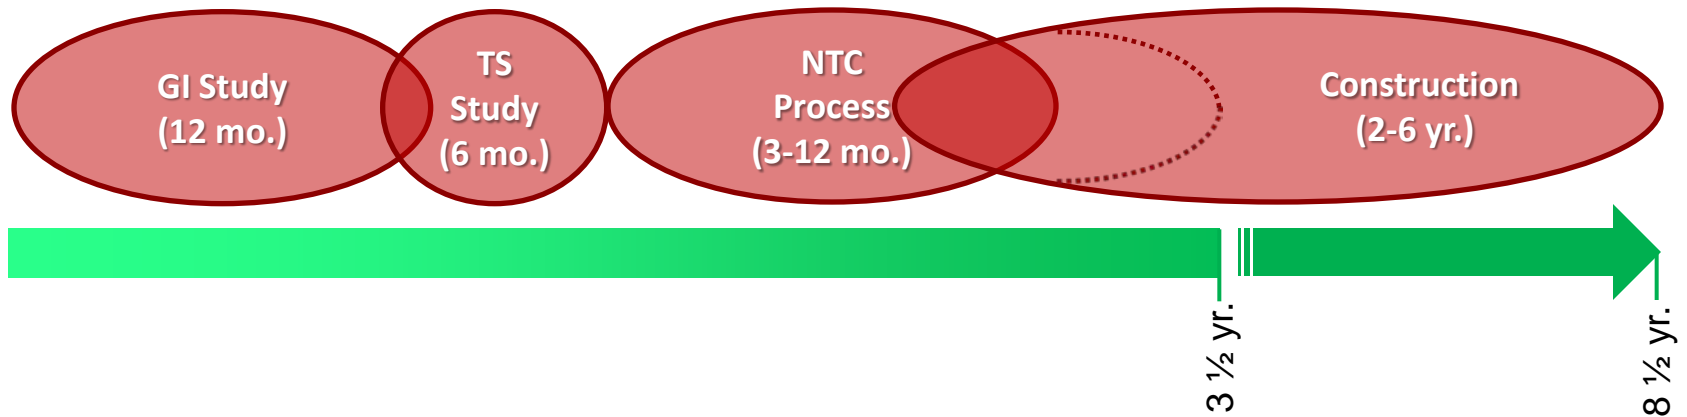 GI Study
(12 mo.)
TS
Study
(6 mo.)
NTC
Process
(3-12 mo.)
Construction
(2-6 yr.)
3 ½ yr.
8 ½ yr.